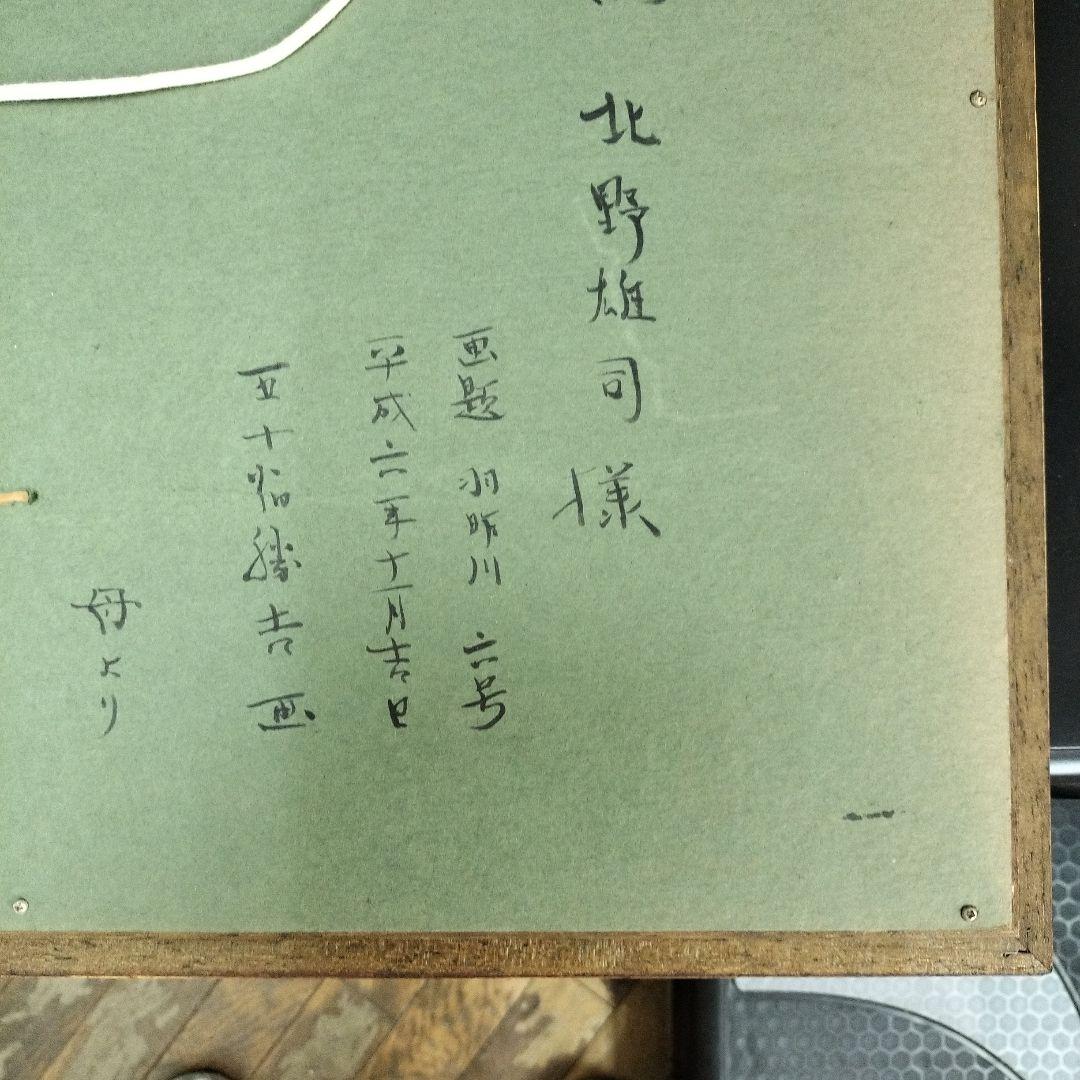 北野雄司様
画題 羽咋川 六号
平成六年十一月吉日
五十嵐勝吉画
母より